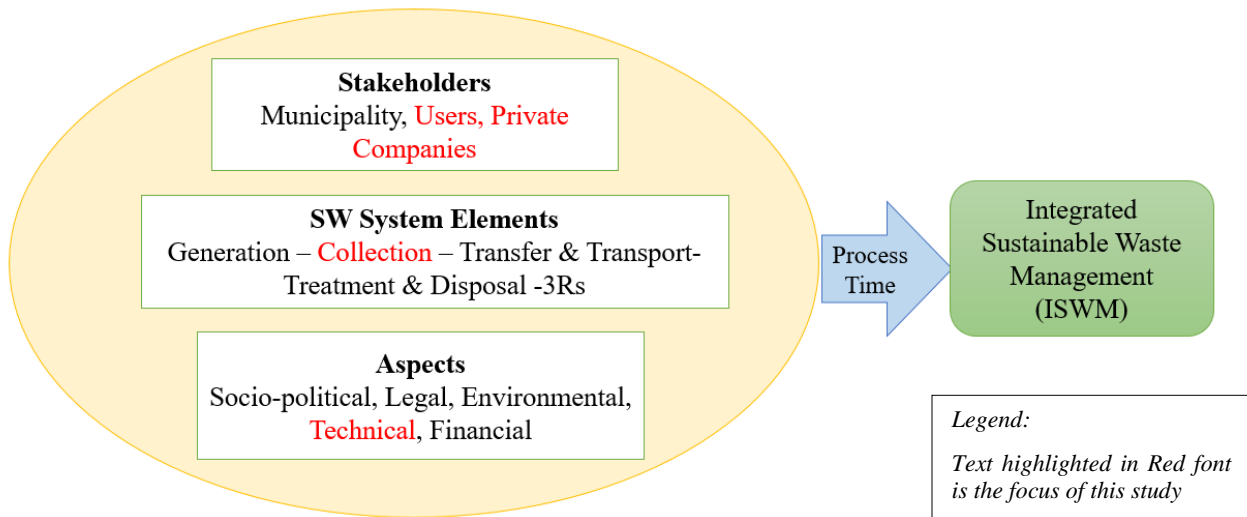 Stakeholders
Municipality, Users, Private
Companies
SW System Elements
Generation – Collection – Transfer & Transport-
Treatment & Disposal -3Rs
Aspects
Socio-political, Legal, Environmental,
Technical, Financial
Process
Time
Integrated
Sustainable Waste
Management
(ISWM)
Legend:
Text highlighted in Red font
is the focus of this study